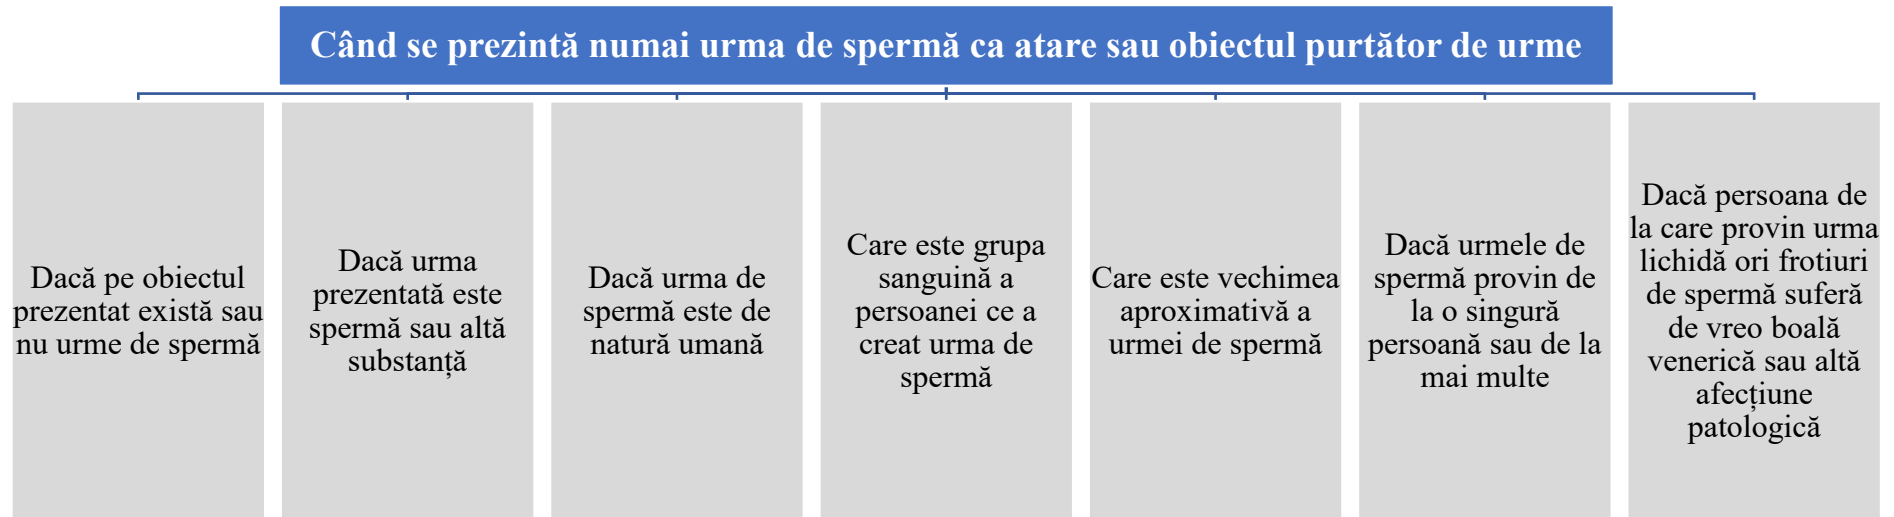 Când se prezintă numai urma de spermă ca atare sau obiectul purtător de urme
Dacă pe obiectul
prezentat există sau
nu urme de spermă
Dacă urma
prezentată este
spermă sau altă
substanță
Dacă urma de
spermă este de
natură umană
Care este grupa
sanguină a
persoanei ce a
creat urma de
spermă
Care este vechimea
aproximativă a
urmei de spermă
Dacă urmele de
spermă provin de
la o singură
persoană sau de la
mai multe
Dacă persoana de
la care provin urma
lichidă ori frotiuri
de spermă suferă
de vreo boală
venerică sau altă
afecțiune
patologică